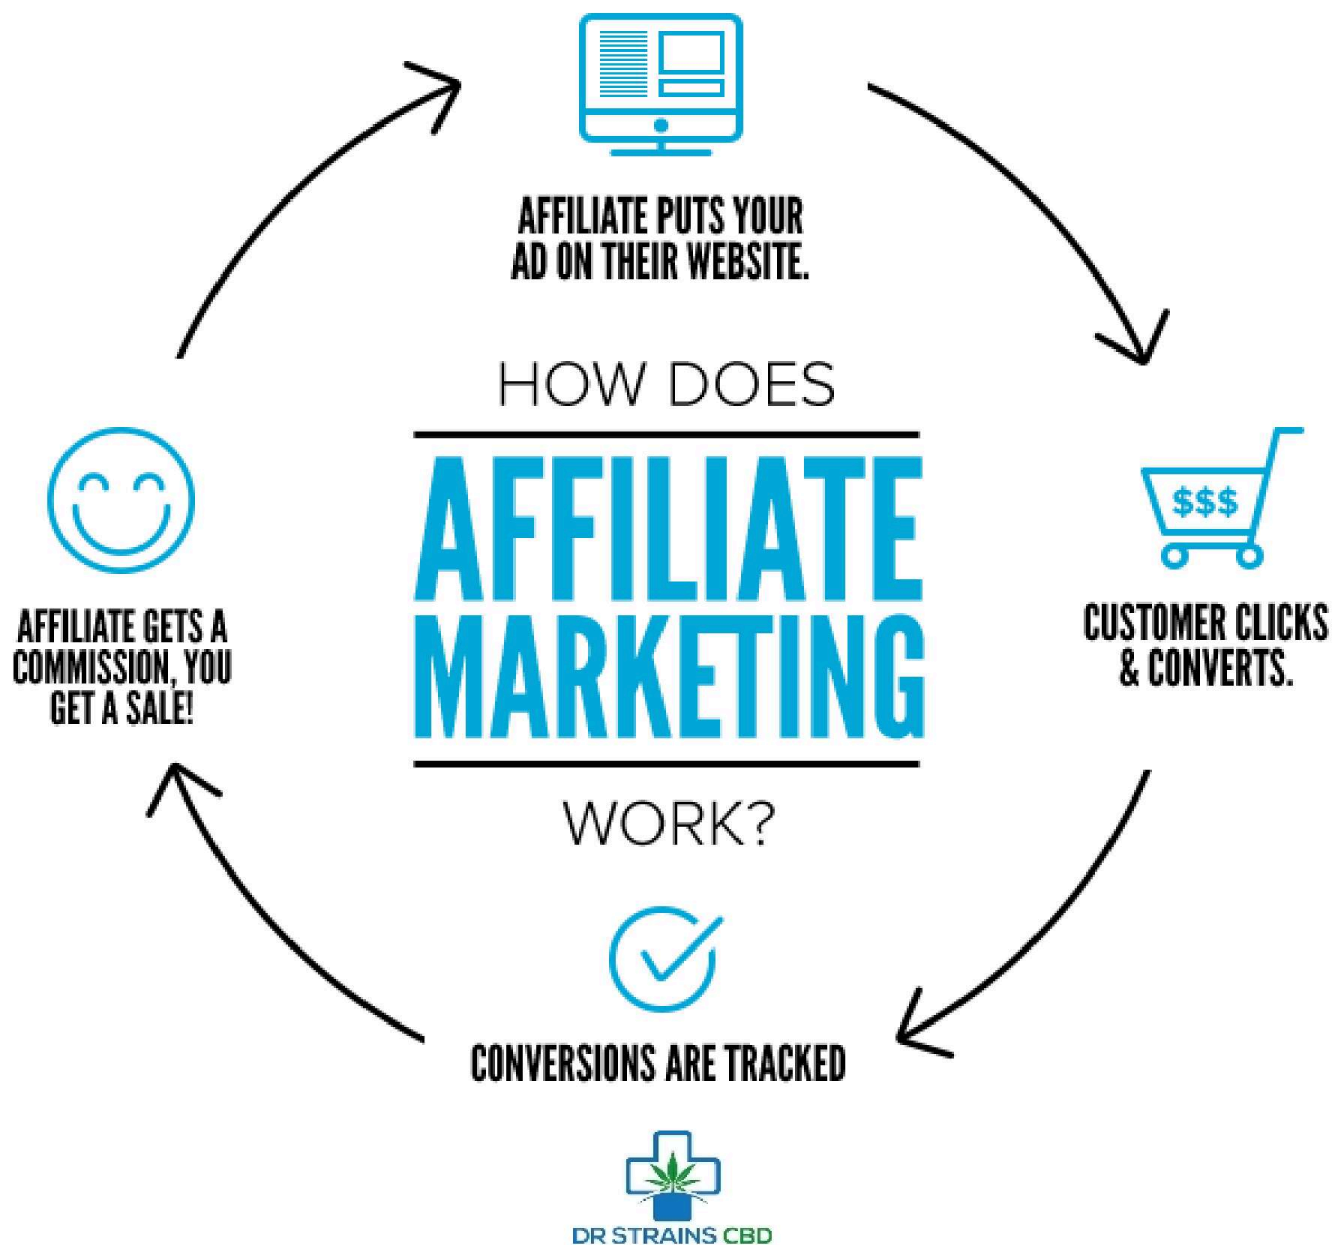 AFFILIATE PUTS YOUR
AD ON THEIR WEBSITE.
HOW DOES
AFFILIATE
MARKETING
WORK?
$$$
CUSTOMER CLICKS
& CONVERTS.
CONVERSIONS ARE TRACKED
AFFILIATE GETS A
COMMISSION, YOU
GET A SALE!
DR STRAINS CBD